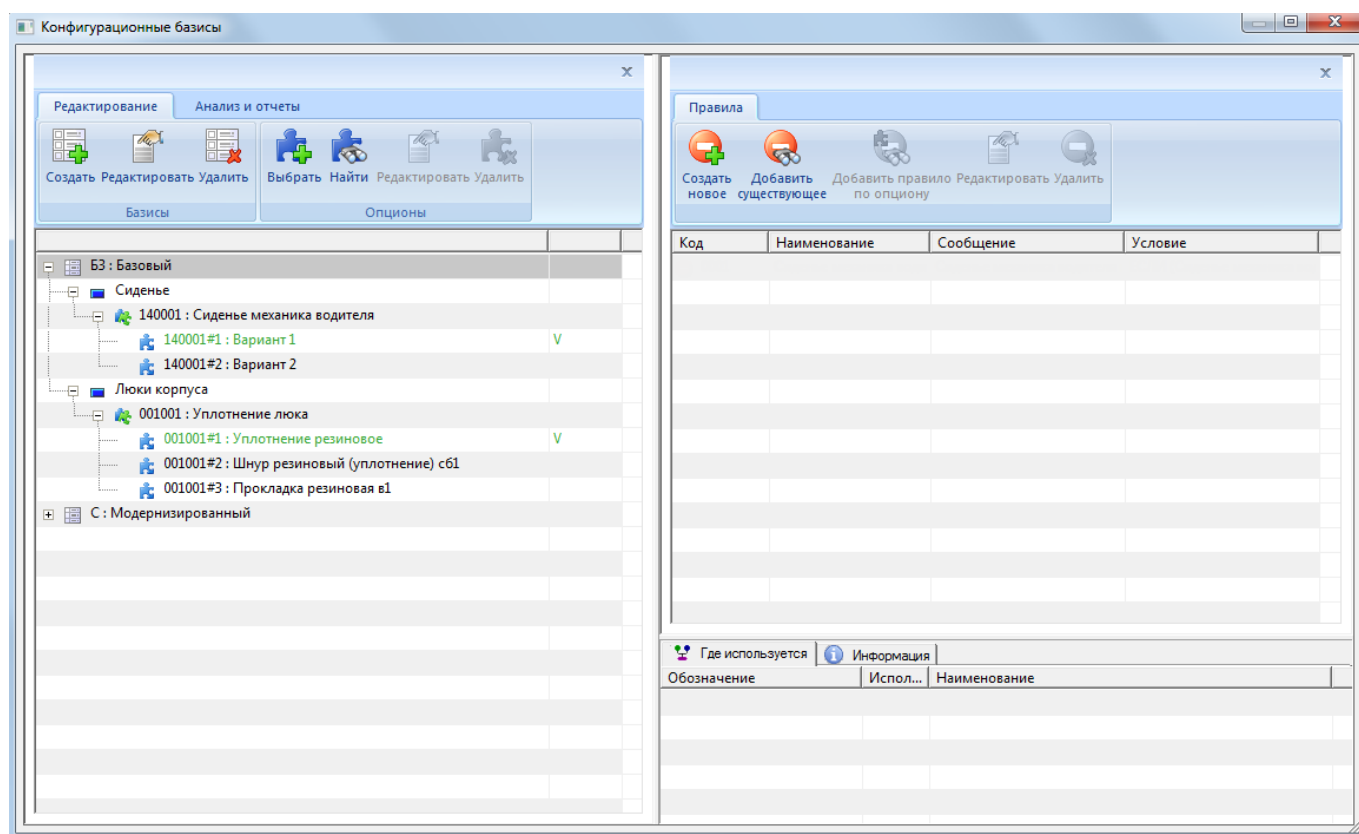 Конфигурационные базисы
Редактирование
Анализ и отчеты
Создать Редактировать Удалить
Выбрать Найти Редактировать Удалить
Базисы
Опционы
БЗ : Базовый
Сиденье
140001 : Сиденье механика водителя
140001#1 : Вариант 1 V
140001#2 : Вариант 2
Люки корпуса
001001 : Уплотнение люка
001001#1 : Уплотнение резиновое V
001001#2 : Шнур резиновый (уплотнение) сб1
001001#3 : Прокладка резиновая в1
С : Модернизированный
Правила
Создать Добавить Добавить правило Редактировать Удалить
новое существующее по опциону
Код Наименование Сообщение Условие
Где используется Информация
Обозначение Испол... Наименование